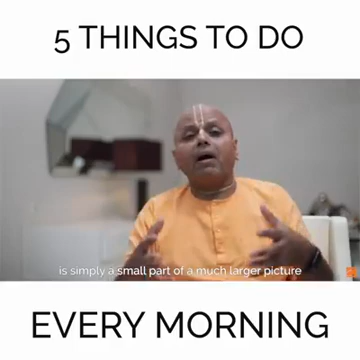 5 THINGS TO DO
is simply a small part of a much larger picture
EVERY MORNING